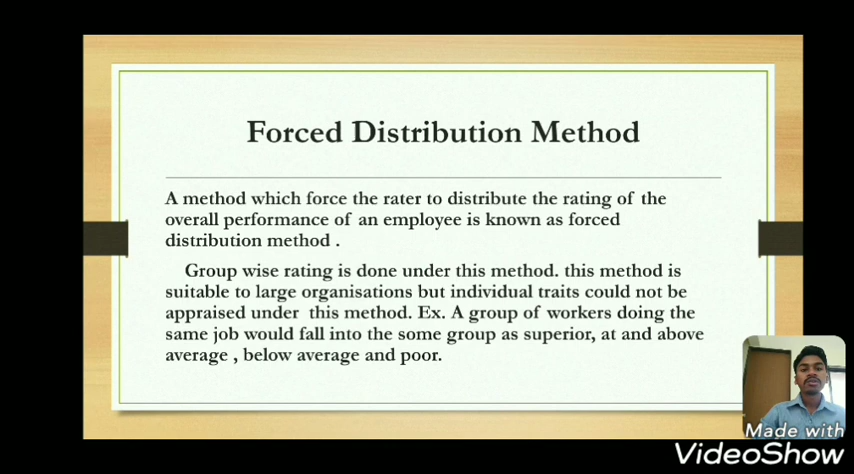 Forced Distribution Method
A method which force the rater to distribute the rating of the
overall performance of an employee is known as forced
distribution method .
Group wise rating is done under this method. this method is
suitable to large organisations but individual traits could not be
appraised under this method. Ex. A group of workers doing the
same job would fall into the some group as superior, at and above
average , below average and poor.
Made with
VideoShow